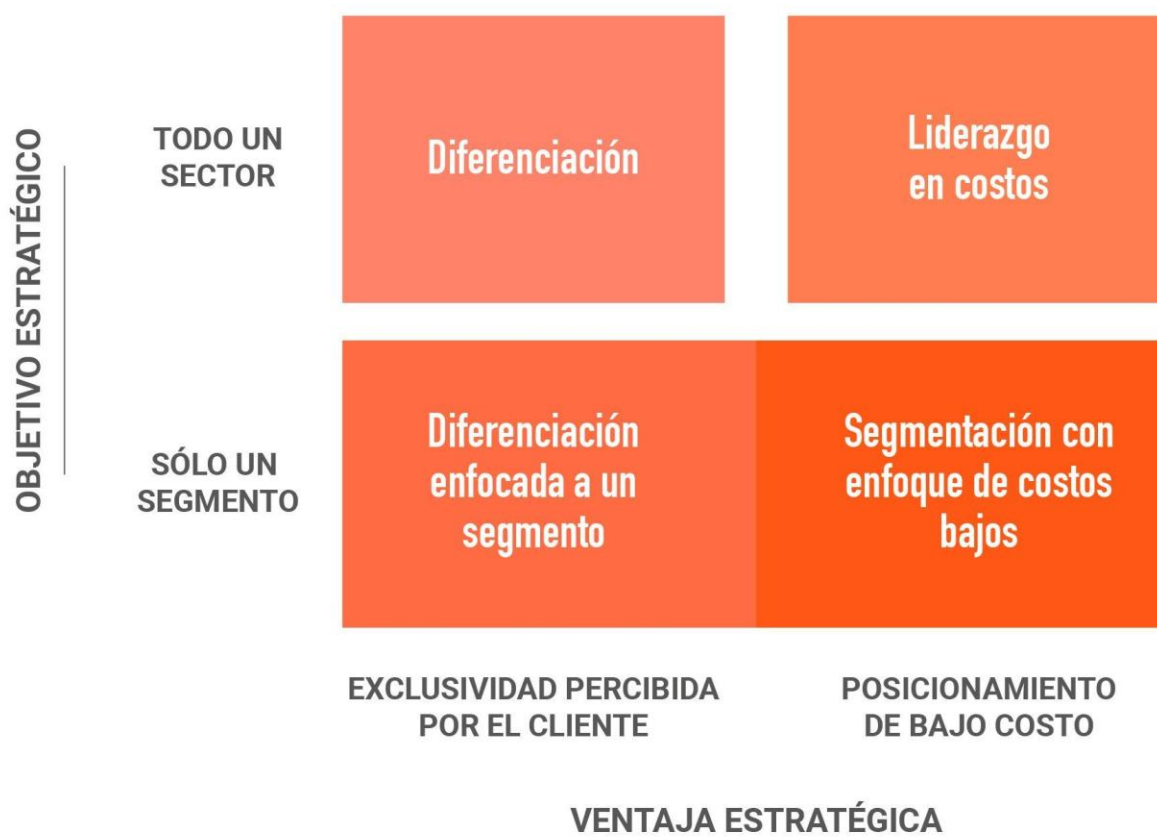 OBJETIVO ESTRATÉGICO
TODO UN
SECTOR
Diferenciación
Liderazgo
en costos
SÓLO UN
SEGMENTO
Diferenciación
enfocada a un
segmento
Segmentación con
enfoque de costos
bajos
EXCLUSIVIDAD PERCIBIDA
POR EL CLIENTE
POSICIONAMIENTO
DE BAJO COSTO
VENTAJA ESTRATÉGICA